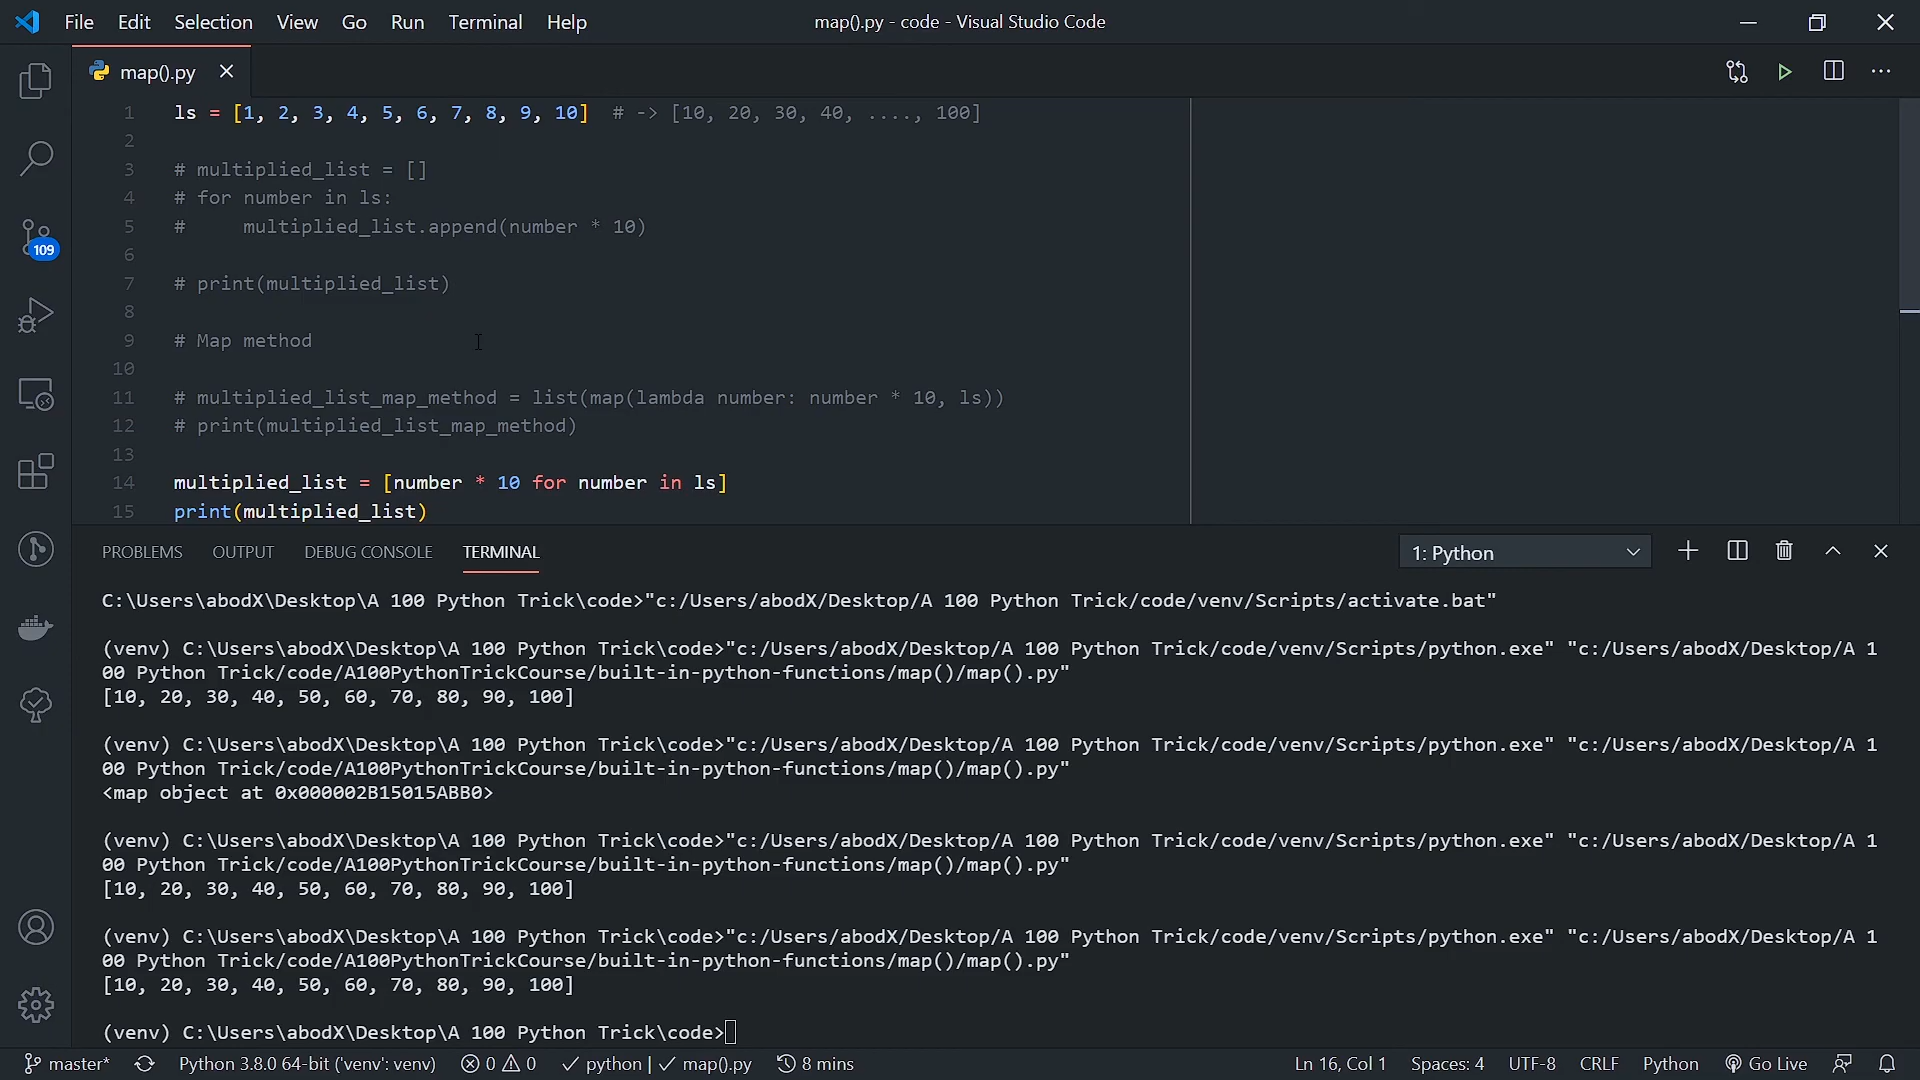 File Edit Selection View Go Run Terminal Help
map().py - code - Visual Studio Code
map().py
1 ls = [1, 2, 3, 4, 5, 6, 7, 8, 9, 10]  # -> [10, 20, 30, 40, ...., 100]
2
3 # multiplied_list = []
4 # for number in ls:
5 #     multiplied_list.append(number * 10)
6
7 # print(multiplied_list)
8
9 # Map method
10
11 # multiplied_list_map_method = list(map(lambda number: number * 10, ls))
12 # print(multiplied_list_map_method)
13
14 multiplied_list = [number * 10 for number in ls]
15 print(multiplied_list)
109
PROBLEMS OUTPUT DEBUG CONSOLE TERMINAL
1: Python
C:\Users\abodX\Desktop\A 100 Python Trick\code>"c:/Users/abodX/Desktop/A 100 Python Trick/code/venv/Scripts/activate.bat"
(venv) C:\Users\abodX\Desktop\A 100 Python Trick\code>"c:/Users/abodX/Desktop/A 100 Python Trick/code/venv/Scripts/python.exe" "c:/Users/abodX/Desktop/A 1
00 Python Trick/code/A100PythonTrickCourse/built-in-python-functions/map()/map().py"
[10, 20, 30, 40, 50, 60, 70, 80, 90, 100]
(venv) C:\Users\abodX\Desktop\A 100 Python Trick\code>"c:/Users/abodX/Desktop/A 100 Python Trick/code/venv/Scripts/python.exe" "c:/Users/abodX/Desktop/A 1
00 Python Trick/code/A100PythonTrickCourse/built-in-python-functions/map()/map().py"
<map object at 0x000002B15015ABB0>
(venv) C:\Users\abodX\Desktop\A 100 Python Trick\code>"c:/Users/abodX/Desktop/A 100 Python Trick/code/venv/Scripts/python.exe" "c:/Users/abodX/Desktop/A 1
00 Python Trick/code/A100PythonTrickCourse/built-in-python-functions/map()/map().py"
[10, 20, 30, 40, 50, 60, 70, 80, 90, 100]
(venv) C:\Users\abodX\Desktop\A 100 Python Trick\code>"c:/Users/abodX/Desktop/A 100 Python Trick/code/venv/Scripts/python.exe" "c:/Users/abodX/Desktop/A 1
00 Python Trick/code/A100PythonTrickCourse/built-in-python-functions/map()/map().py"
[10, 20, 30, 40, 50, 60, 70, 80, 90, 100]
(venv) C:\Users\abodX\Desktop\A 100 Python Trick\code>
master* Python 3.8.0 64-bit ('venv': venv) 0 0 python | map().py 8 mins Ln 16, Col 1 Spaces: 4 UTF-8 CRLF Python Go Live